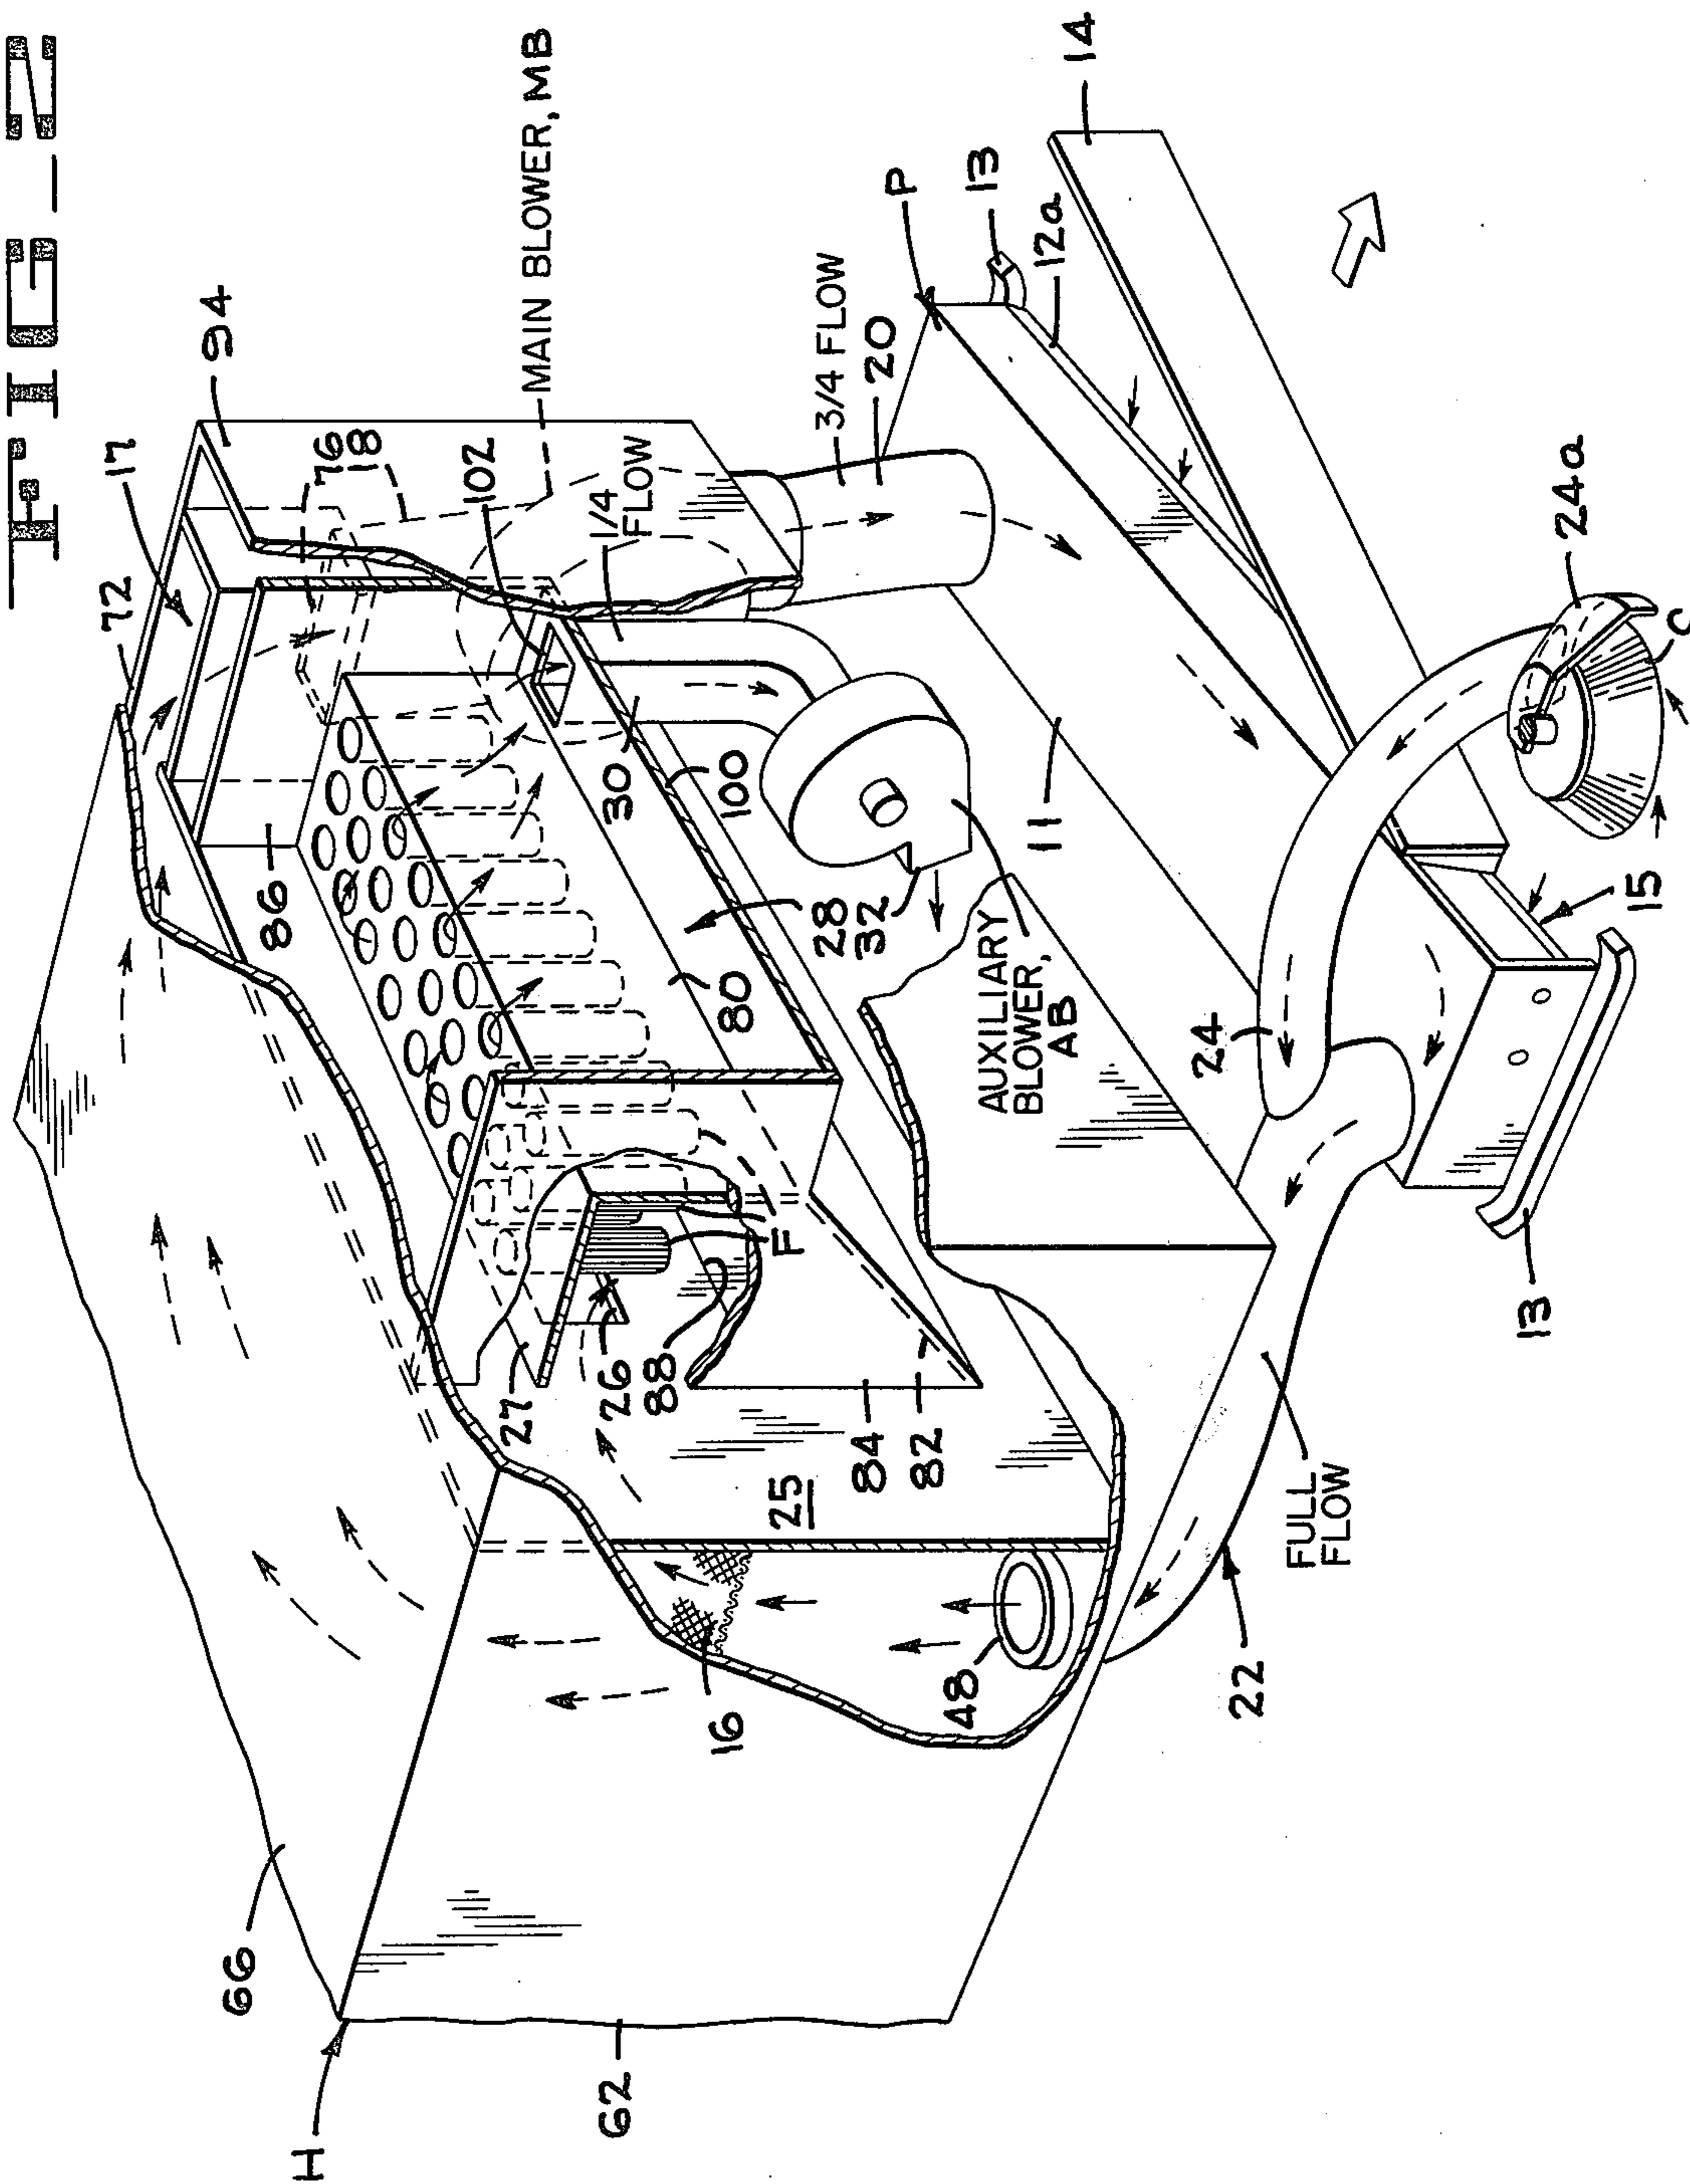 FIG_2
94
17
72
76
18
MAIN BLOWER, MB
102
1/4
FLOW
3/4 FLOW
20
P
13
12a
14
86
30
100
28
32
80
11
AUXILIARY
BLOWER,
AB
24a
C
15
24
13
27
26
88
F
84
82
25
FULL
FLOW
22
48
16
66
62
H